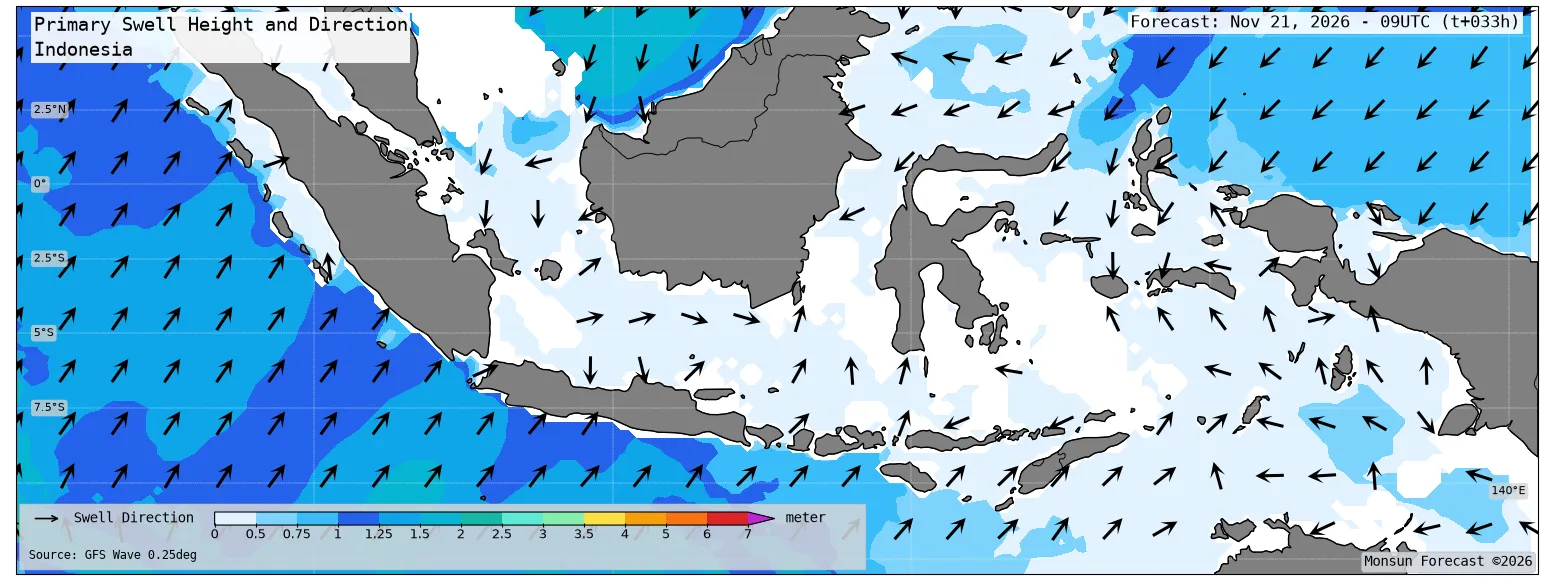 Primary Swell Height and Direction
Indonesia
Forecast: Nov 21, 2026 - 09UTC (t+033h)
2.5°N
0°
2.5°S
5°S
7.5°S
140°E
Swell Direction
0 0.5 0.75 1 1.25 1.5 2 2.5 3 3.5 4 5 6 7
meter
Source: GFS Wave 0.25deg
Monsun Forecast ©2026